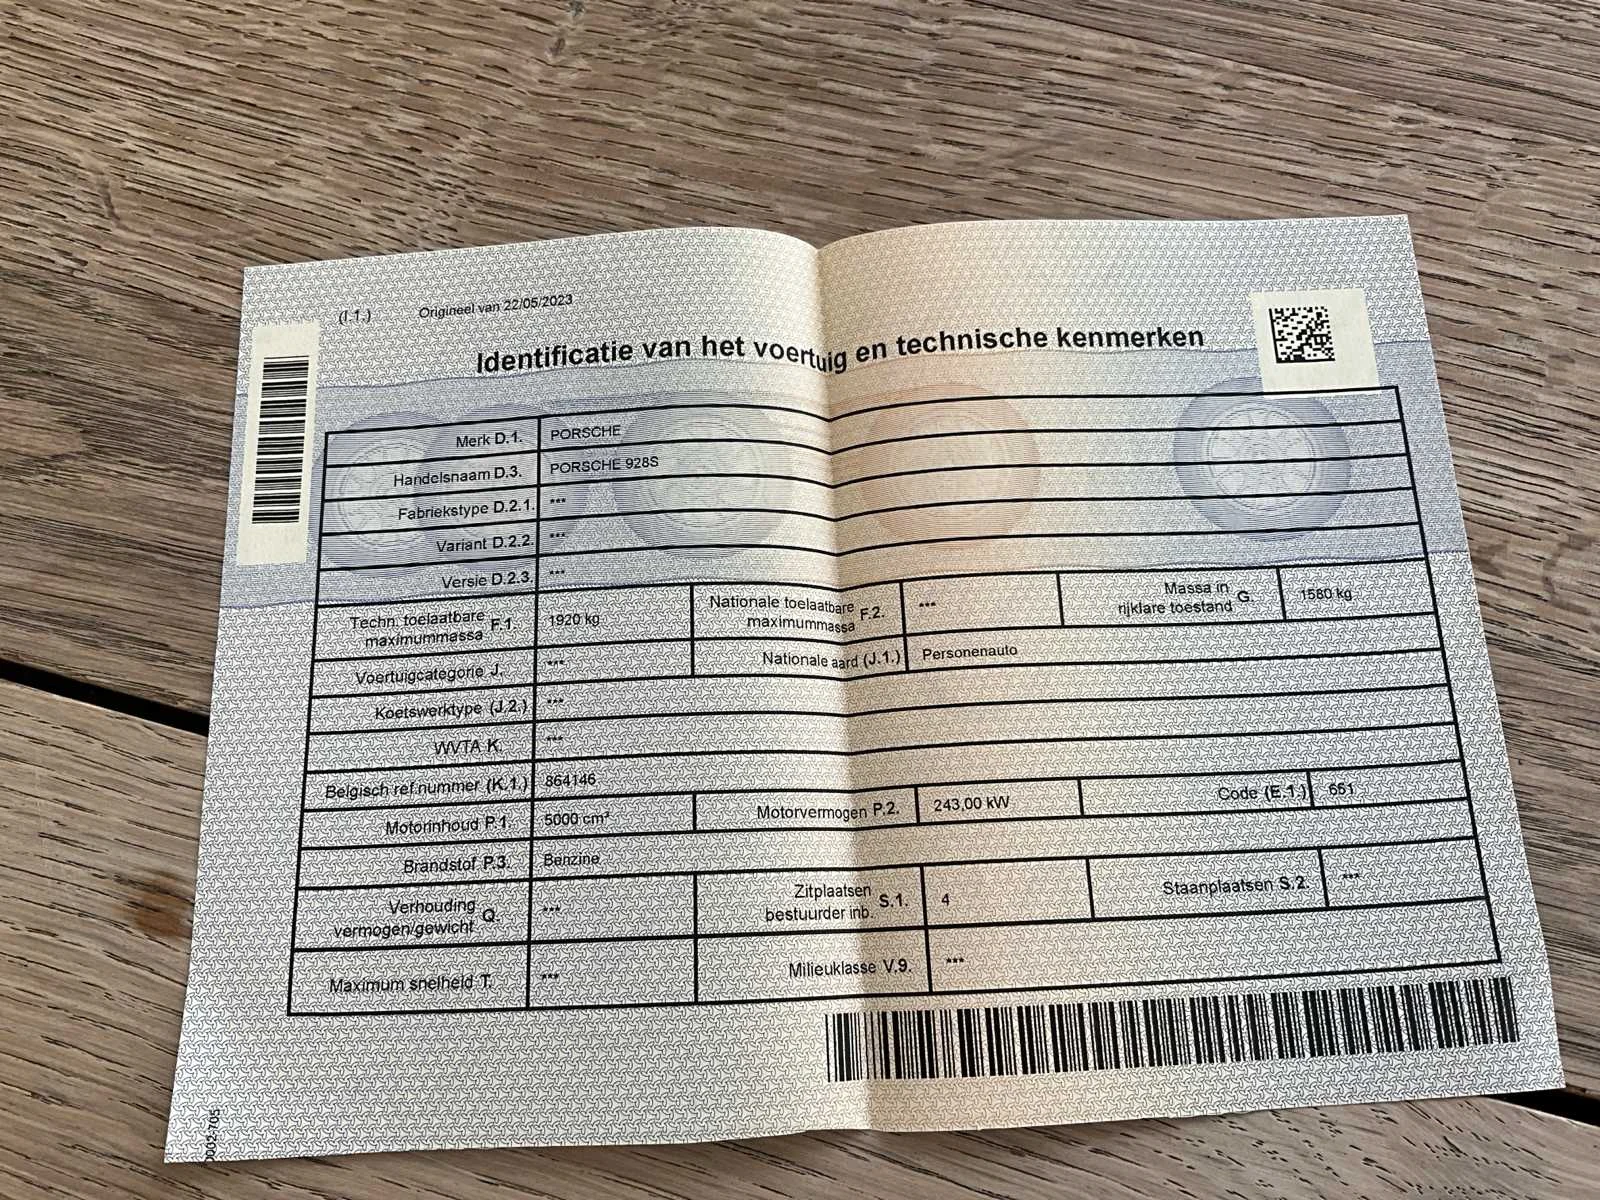 (I.1.) Origineel van 22/05/2023
Identificatie van het voertuig en technische kenmerken
Merk D.1. PORSCHE
Handelsnaam D.3. PORSCHE 928S
Fabriekstype D.2.1. ***
Variant D.2.2. ***
Versie D.2.3. ***
Techn. toelaatbare maximummassa F.1. 1920 kg Nationale toelaatbare maximummassa F.2. *** Massa in rijklare toestand G. 1580 kg
Voertuigcategorie J. *** Nationale aard (J.1.) Personenauto
Koetswerktype (J.2.) ***
WVTA K. ***
Belgisch ref.nummer (K.1.) 864146
Motorinhoud P.1. 5000 cm³ Motorvermogen P.2. 243,00 kW Code (E.1.) 651
Brandstof P.3. Benzine
Verhouding vermogen/gewicht Q. *** Zitplaatsen bestuurder inb. S.1. 4 Staanplaatsen S.2. ***
Maximum snelheid T. *** Milieuklasse V.9. ***